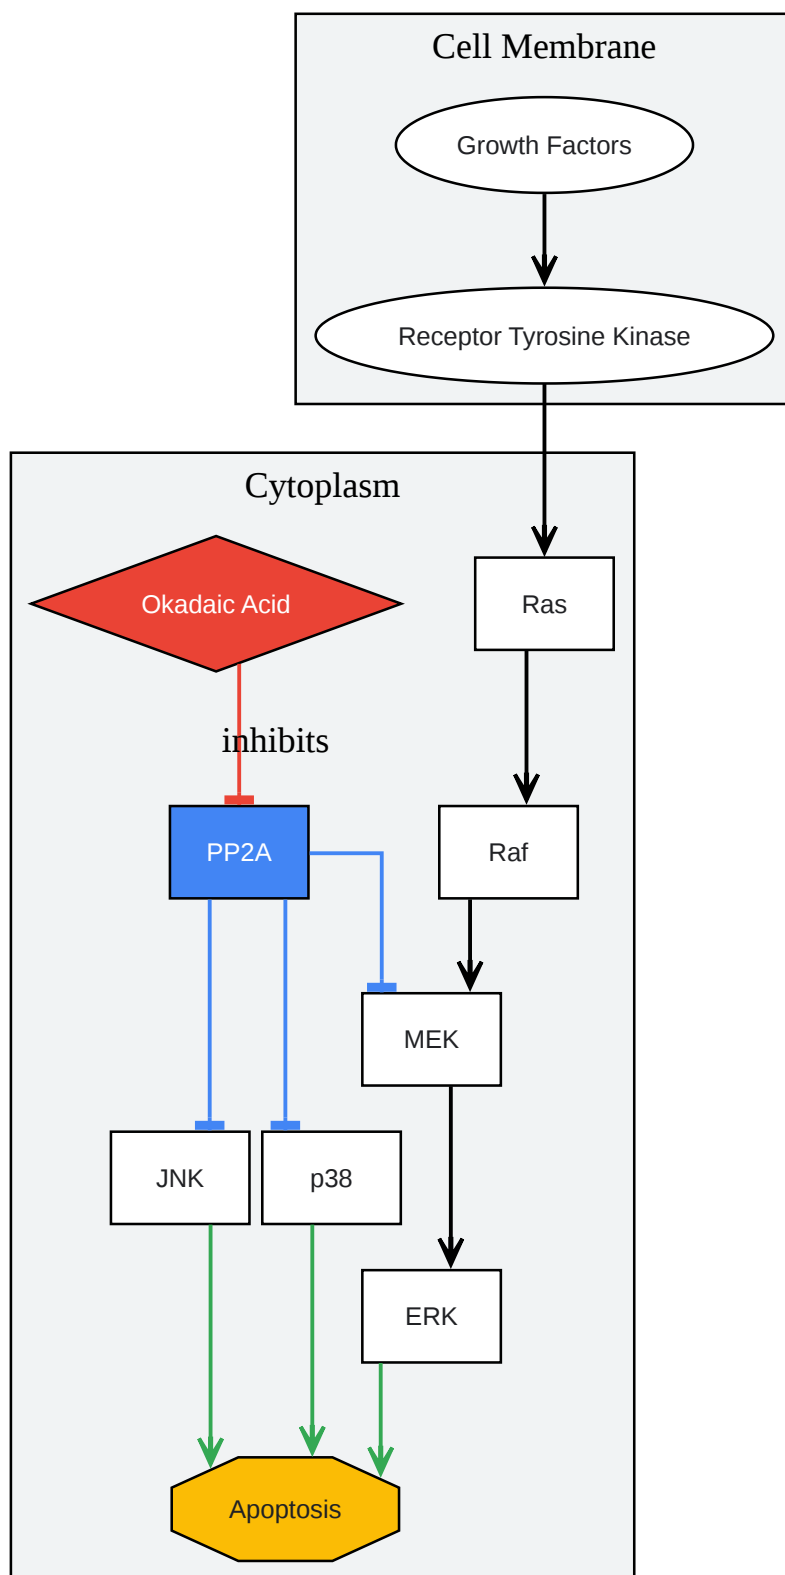 Cell Membrane
Growth Factors
Receptor Tyrosine Kinase
Cytoplasm
Okadaic Acid
Ras
inhibits
PP2A
Raf
MEK
JNK
p38
ERK
Apoptosis